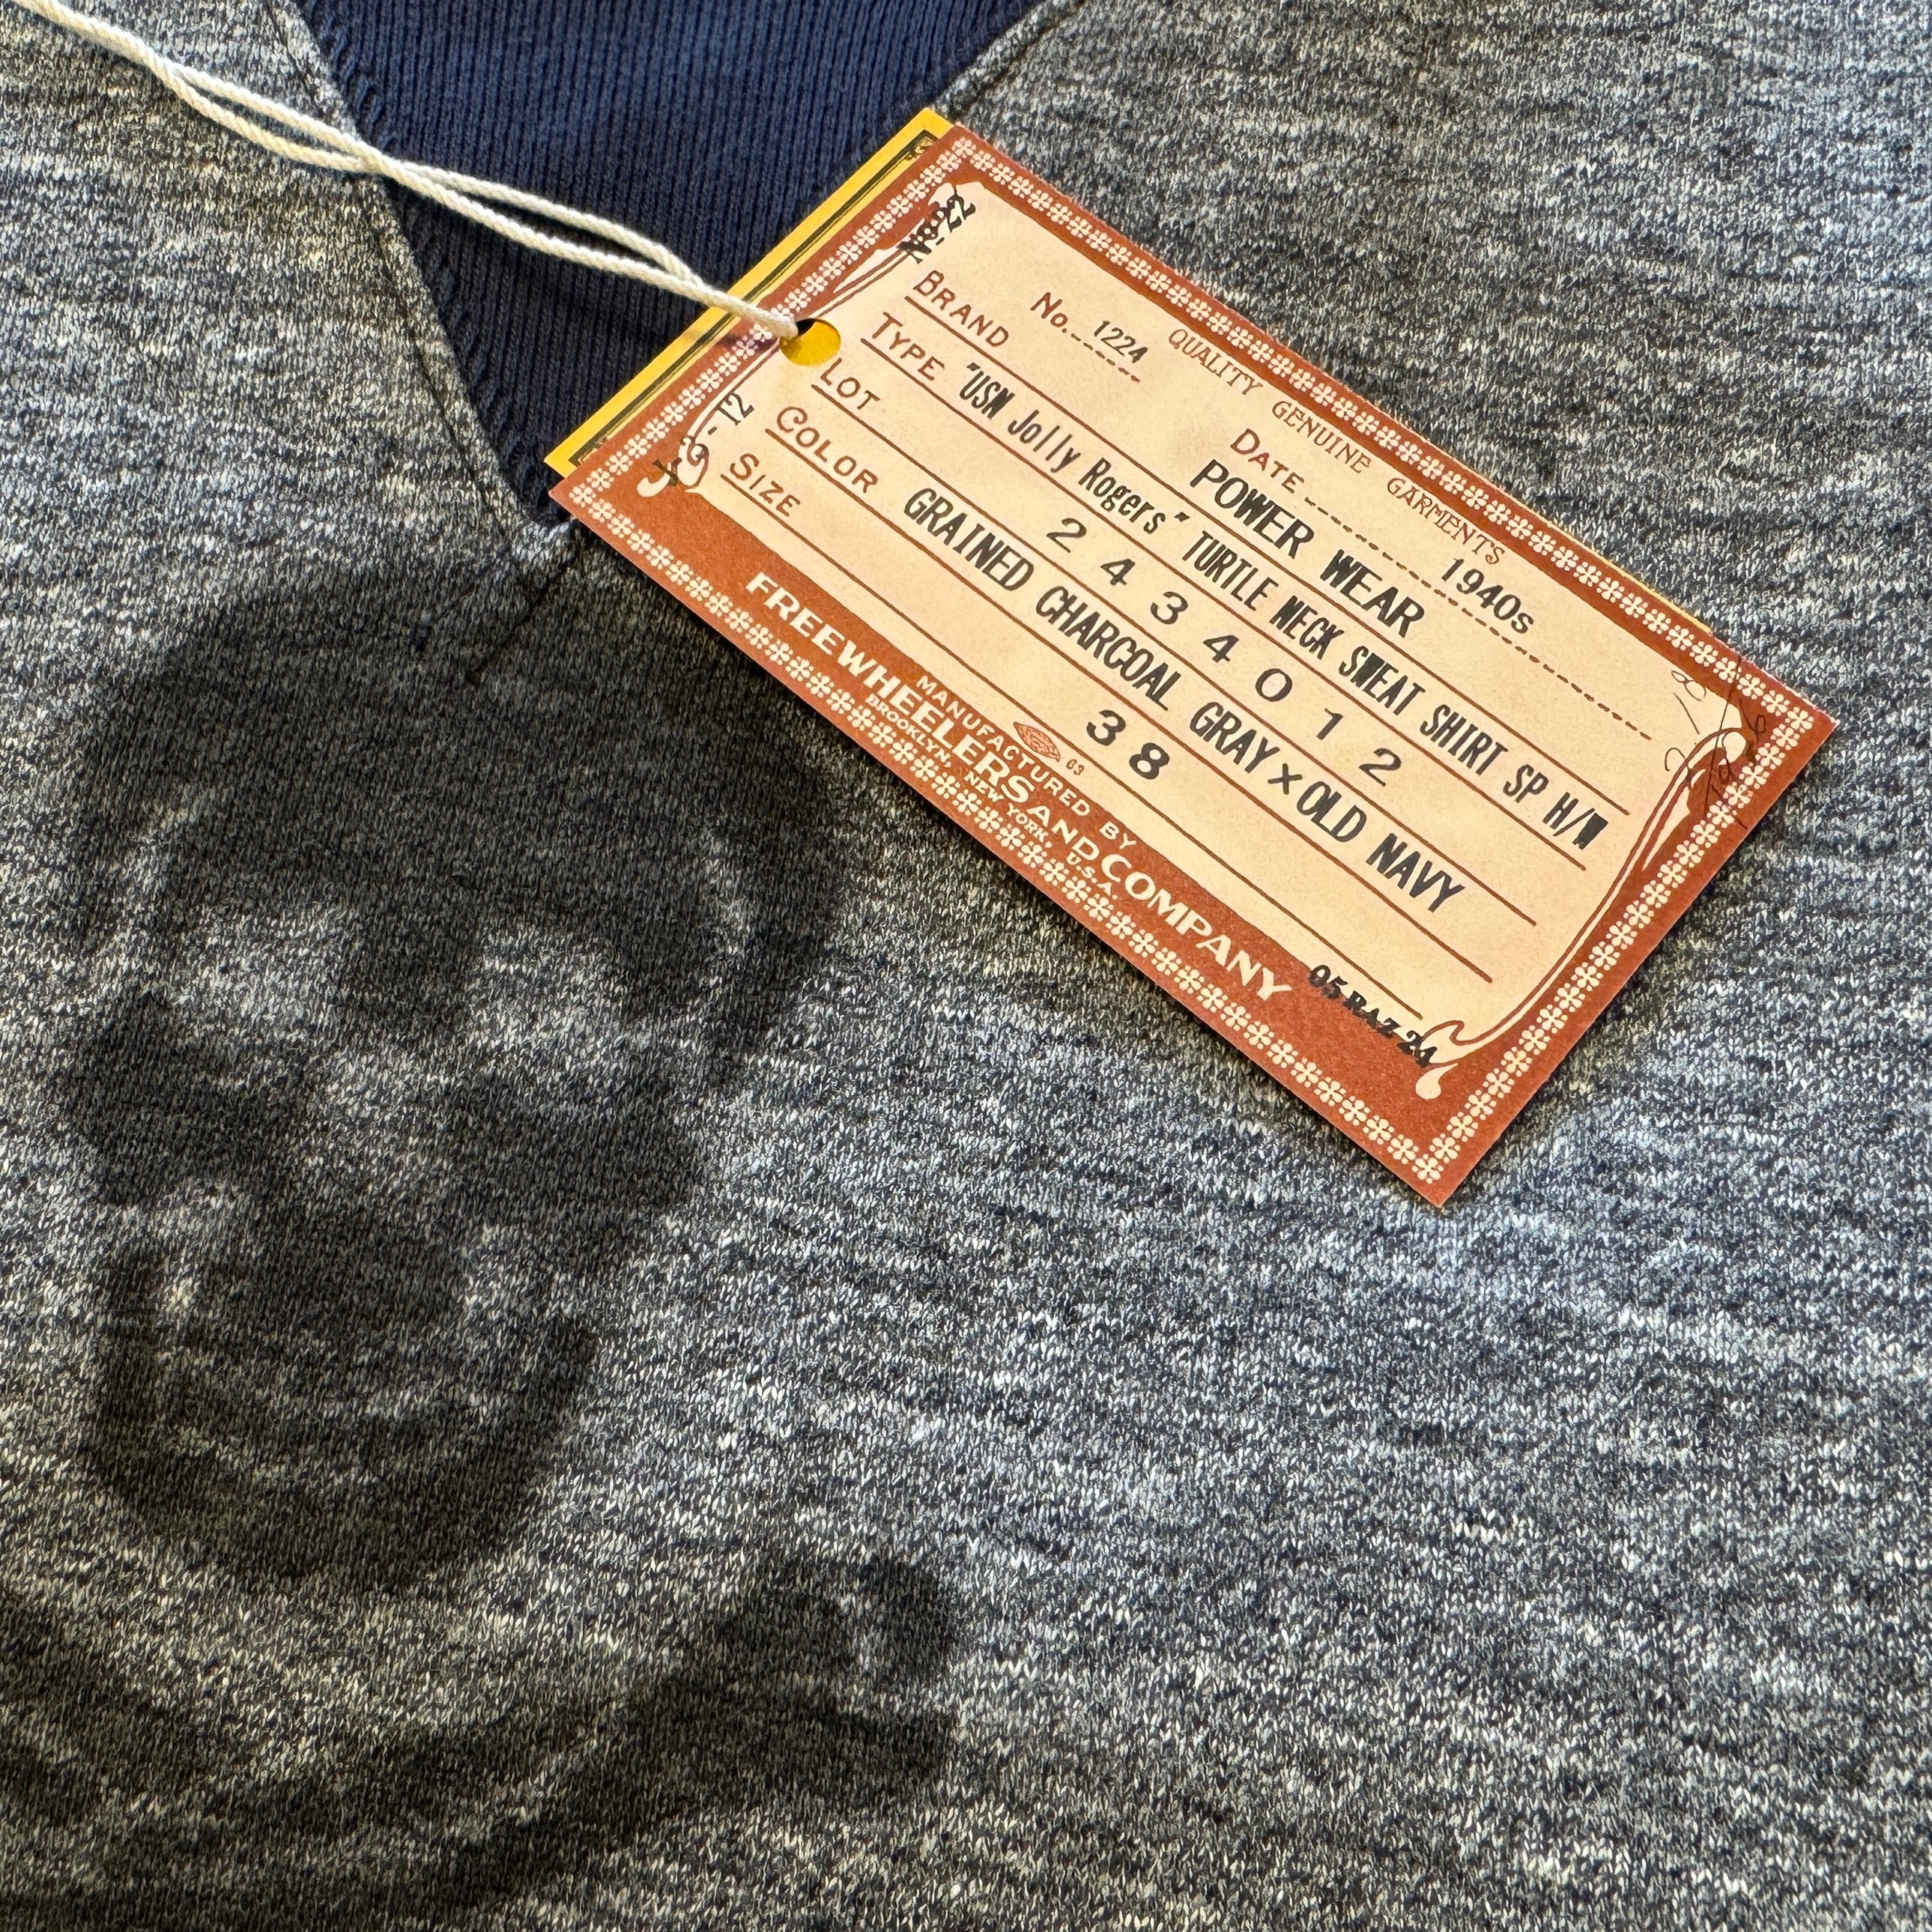 QUALITY GENUINE GARMENTS
No. 1224 DATE 1940s
BRAND POWER WEAR
TYPE "USN Jolly Rogers" TURTLE NECK SWEAT SHIRT SP H/W
LOT 2434012
COLOR GRAINED CHARCOAL GRAY×OLD NAVY
SIZE 38
MANUFACTURED BY
FREEWHEELERS AND COMPANY
BROOKLYN, NEW YORK U.S.A.